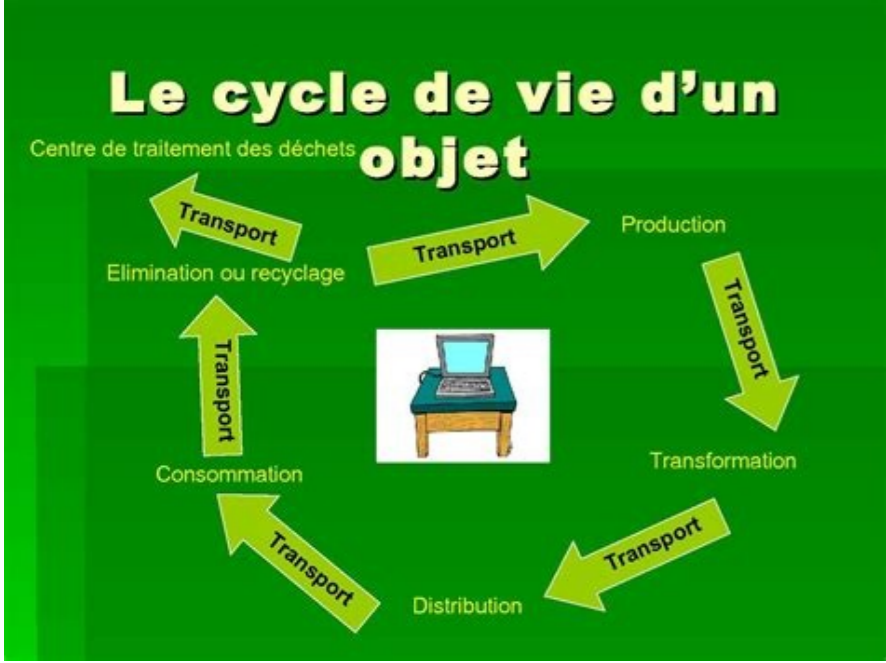 Le cycle de vie d’un
objet
Centre de traitement des déchets
Transport
Transport
Production
Elimination ou recyclage
Transport
Transport
Consommation
Transformation
Transport
Transport
Distribution